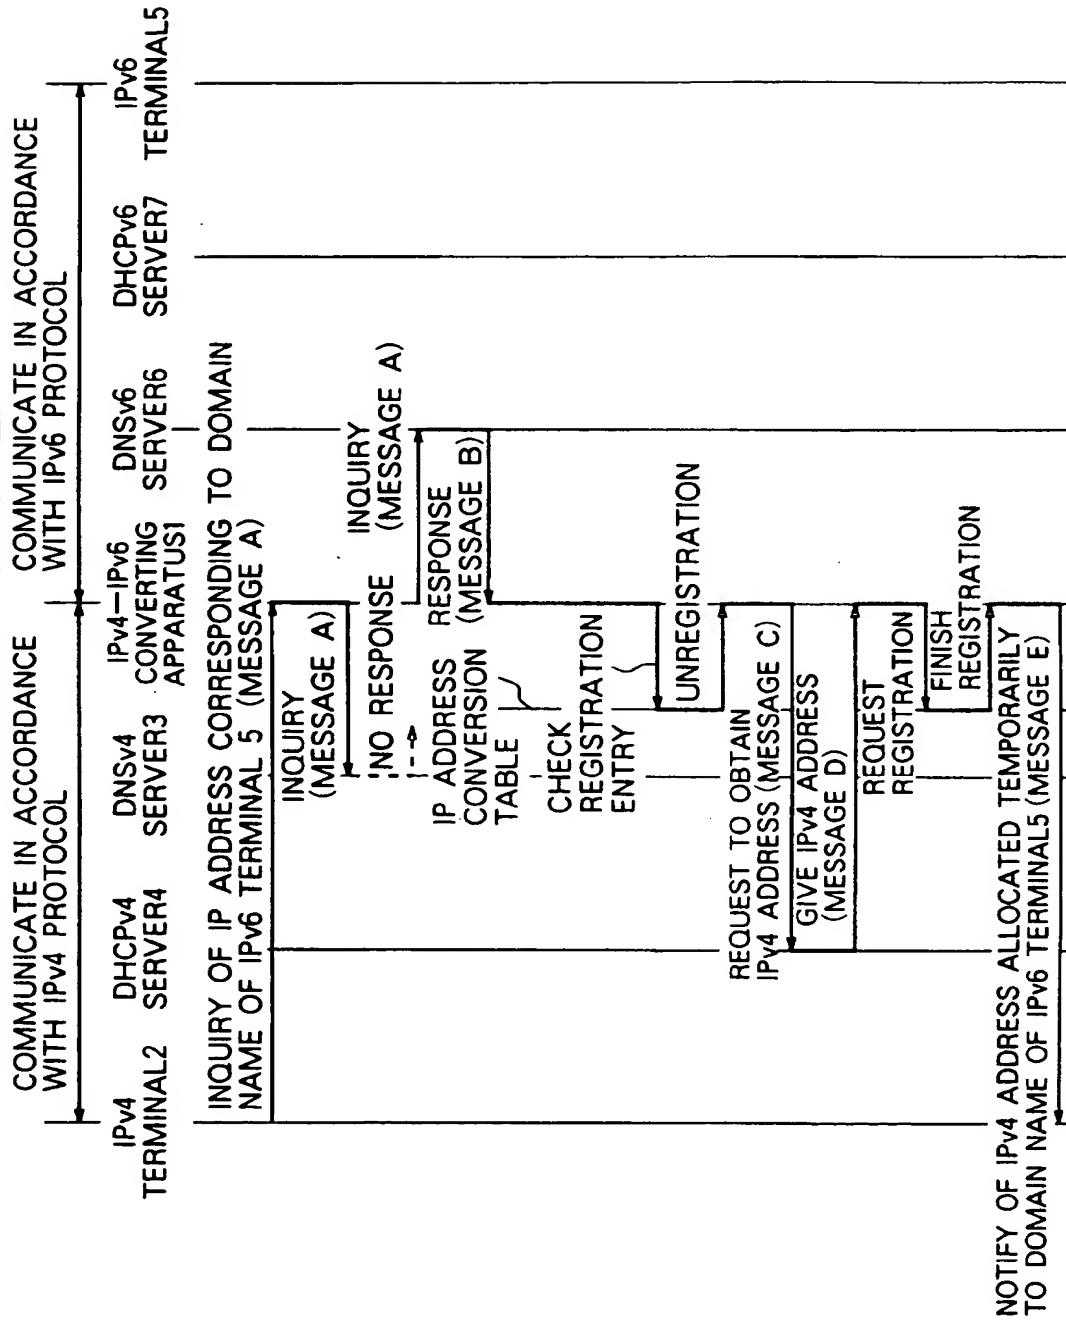 COMMUNICATE IN ACCORDANCE
WITH IPv4 PROTOCOL
COMMUNICATE IN ACCORDANCE
WITH IPv6 PROTOCOL
IPv4
TERMINAL2
DHCPv4
SERVER4
DNSv4
SERVER3
IPv4-IPv6
CONVERTING
APPARATUS1
DNSv6
SERVER6
DHCPv6
SERVER7
IPv6
TERMINAL5
INQUIRY OF IP ADDRESS CORRESPONDING TO DOMAIN
NAME OF IPv6 TERMINAL 5 (MESSAGE A)
INQUIRY
(MESSAGE A)
NO RESPONSE
INQUIRY
(MESSAGE A)
RESPONSE
(MESSAGE B)
IP ADDRESS
CONVERSION
TABLE
CHECK
REGISTRATION
ENTRY
UNREGISTRATION
REQUEST TO OBTAIN
IPv4 ADDRESS (MESSAGE C)
GIVE IPv4 ADDRESS
(MESSAGE D)
REQUEST
REGISTRATION
FINISH
REGISTRATION
NOTIFY OF IPv4 ADDRESS ALLOCATED TEMPORARILY
TO DOMAIN NAME OF IPv6 TERMINAL5 (MESSAGE E)